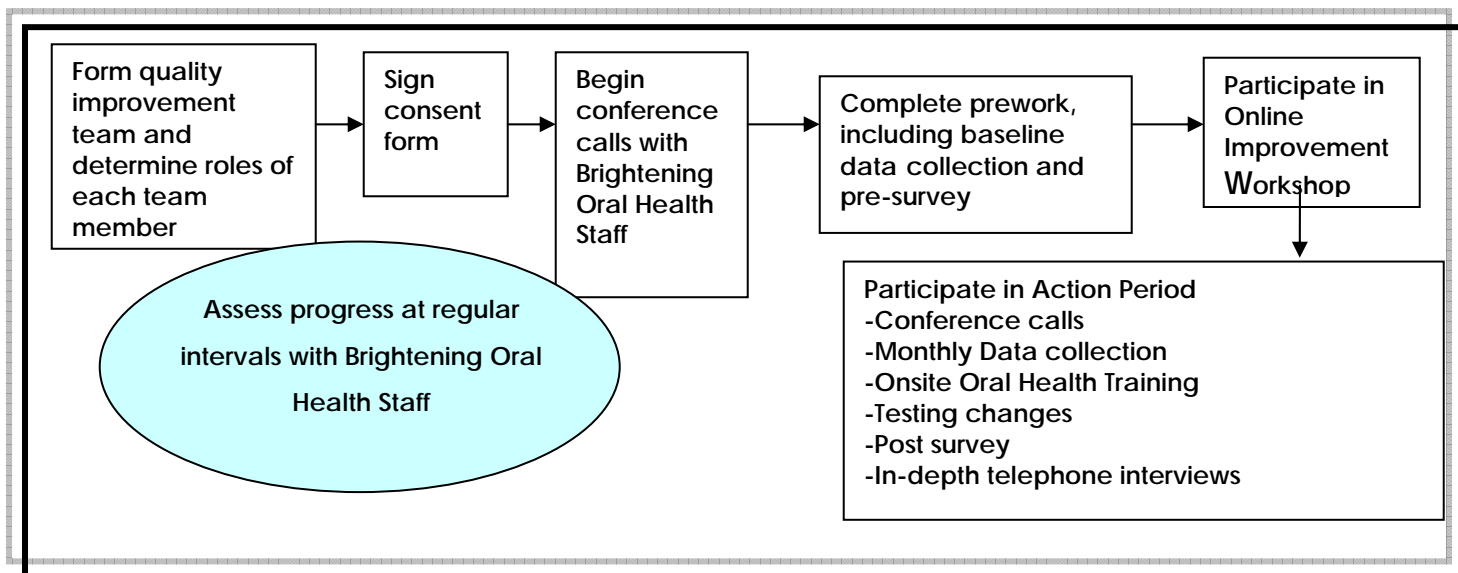 Form quality
improvement
team and
determine roles of
each team
member
Sign
consent
form
Begin
conference
calls with
Brightening
Oral Health
Staff
Complete prework,
including baseline
data collection and
pre-survey
Participate in
Online
Improvement
Workshop
Assess progress at regular
intervals with Brightening Oral
Health Staff
Participate in Action Period
-Conference calls
-Monthly Data collection
-Onsite Oral Health Training
-Testing changes
-Post survey
-In-depth telephone interviews